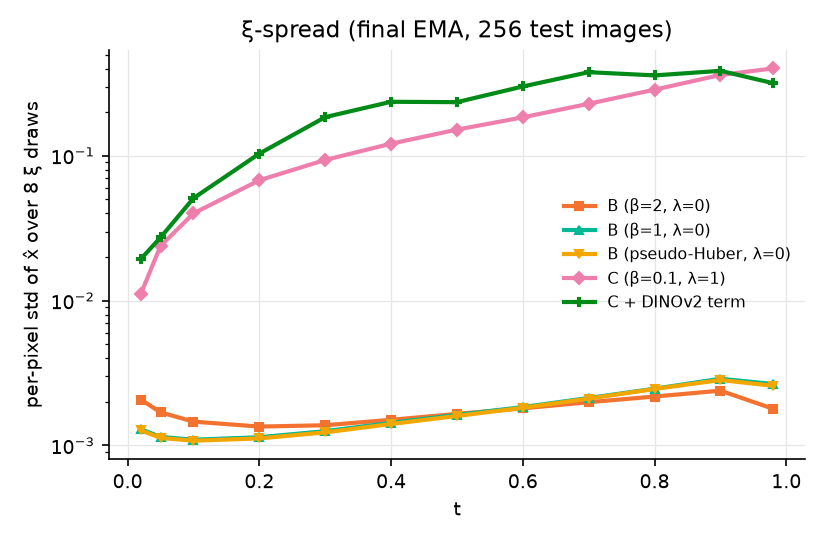 ξ-spread (final EMA, 256 test images)
per-pixel std of x̂ over 8 ξ draws
10⁻¹
10⁻²
10⁻³
B (β=2, λ=0)
B (β=1, λ=0)
B (pseudo-Huber, λ=0)
C (β=0.1, λ=1)
C + DINOv2 term
0.0 0.2 0.4 0.6 0.8 1.0
t